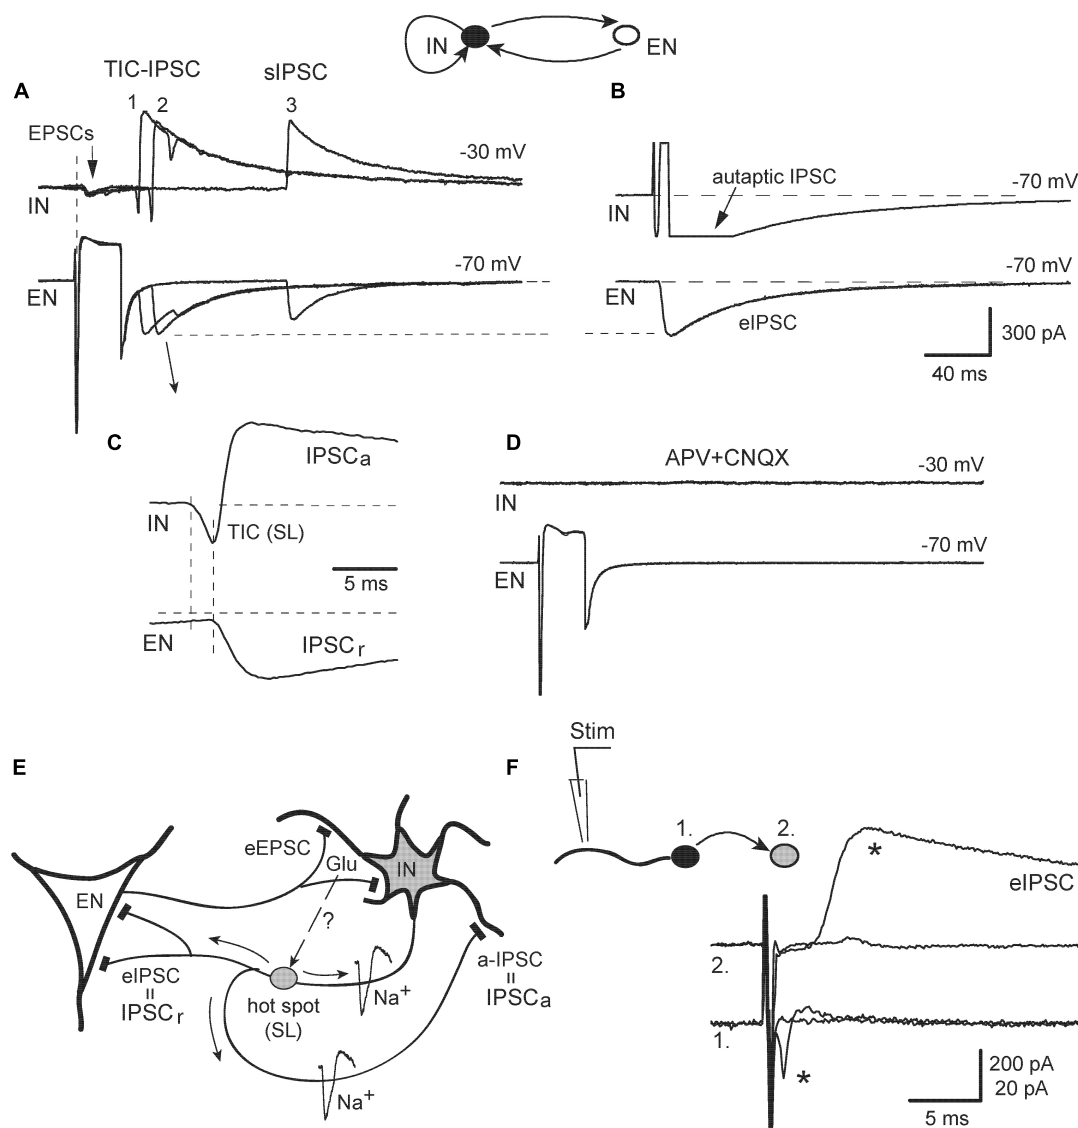 IN
EN
TIC-IPSC
sIPSC
A
1 2
3
EPSCs
-30 mV
IN
-70 mV
EN
B
autaptic IPSC
-70 mV
IN
-70 mV
EN
eIPSC
300 pA
40 ms
C
IPSCa
IN
TIC (SL)
5 ms
EN
IPSCr
D
APV+CNQX
-30 mV
IN
-70 mV
EN
E
eEPSC
Glu
IN
EN
?
a-IPSC
=
IPSCa
eIPSC
=
IPSCr
hot spot
(SL)
Na+
Na+
F
Stim
1.
2.
*
eIPSC
2.
1.
*
200 pA
20 pA
5 ms